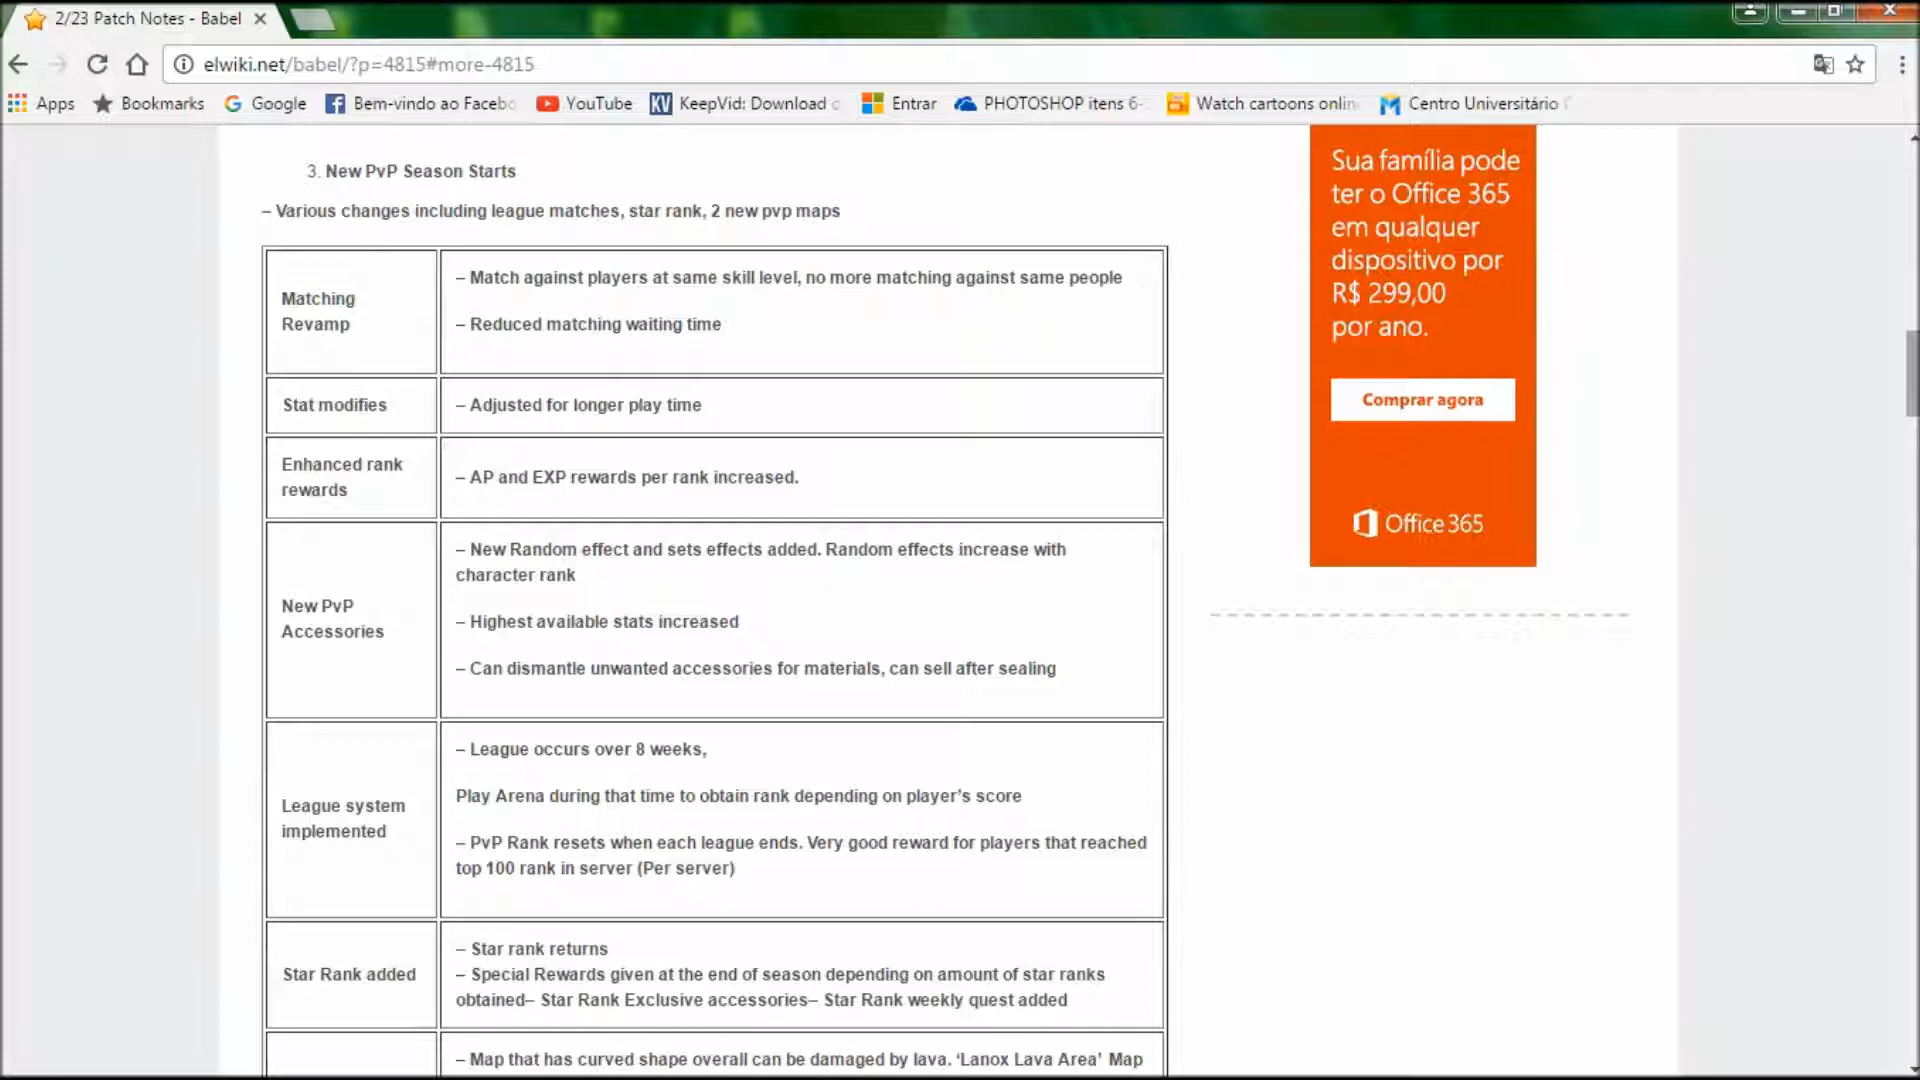 2/23 Patch Notes - Babel
elwiki.net/babel/?p=4815#more-4815
Apps Bookmarks Google Bem-vindo ao Facebo YouTube KeepVid: Download Entrar PHOTOSHOP itens 6- Watch cartoons onlin Centro Universitário
3. New PvP Season Starts
– Various changes including league matches, star rank, 2 new pvp maps
Matching
Revamp
– Match against players at same skill level, no more matching against same people
– Reduced matching waiting time
Stat modifies
– Adjusted for longer play time
Enhanced rank
rewards
– AP and EXP rewards per rank increased.
New PvP
Accessories
– New Random effect and sets effects added. Random effects increase with
character rank
– Highest available stats increased
– Can dismantle unwanted accessories for materials, can sell after sealing
League system
implemented
– League occurs over 8 weeks,
Play Arena during that time to obtain rank depending on player’s score
– PvP Rank resets when each league ends. Very good reward for players that reached
top 100 rank in server (Per server)
Star Rank added
– Star rank returns
– Special Rewards given at the end of season depending on amount of star ranks
obtained– Star Rank Exclusive accessories– Star Rank weekly quest added
– Map that has curved shape overall can be damaged by lava. ‘Lanox Lava Area’ Map
Sua família pode
ter o Office 365
em qualquer
dispositivo por
R$ 299,00
por ano.
Comprar agora
Office 365